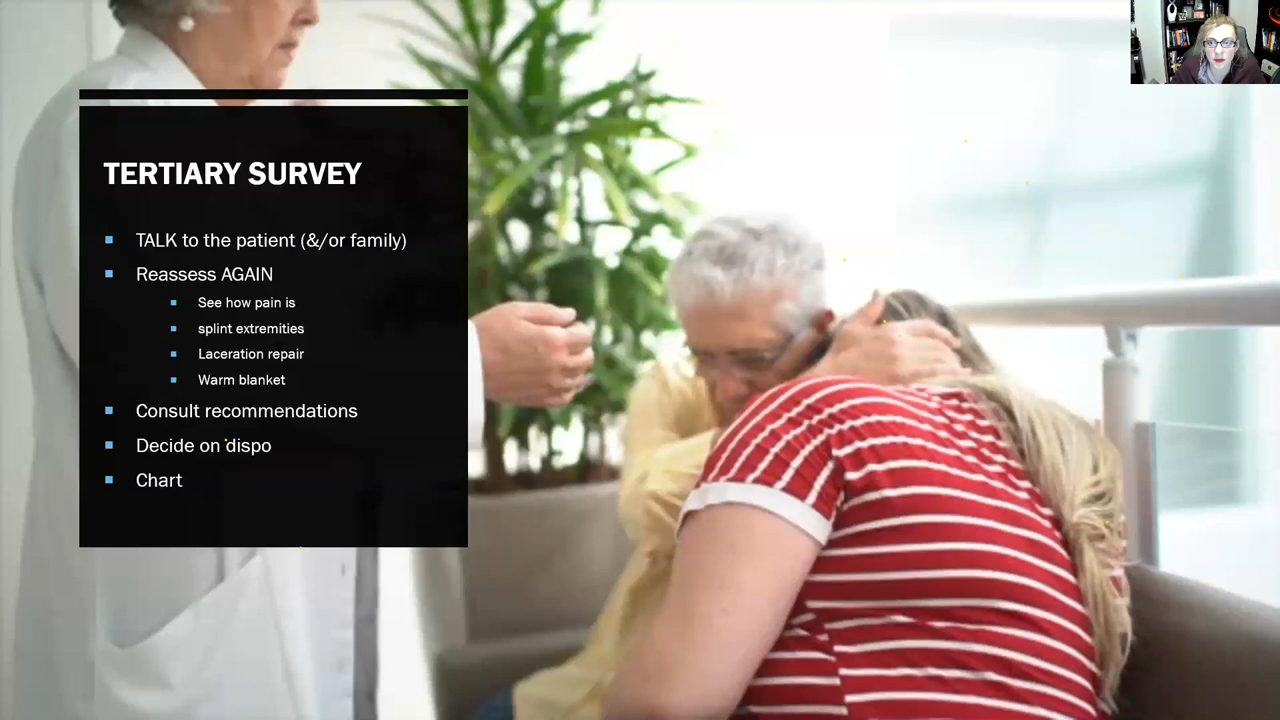 TERTIARY SURVEY
TALK to the patient (&/or family)
Reassess AGAIN
See how pain is
splint extremities
Laceration repair
Warm blanket
Consult recommendations
Decide on dispo
Chart